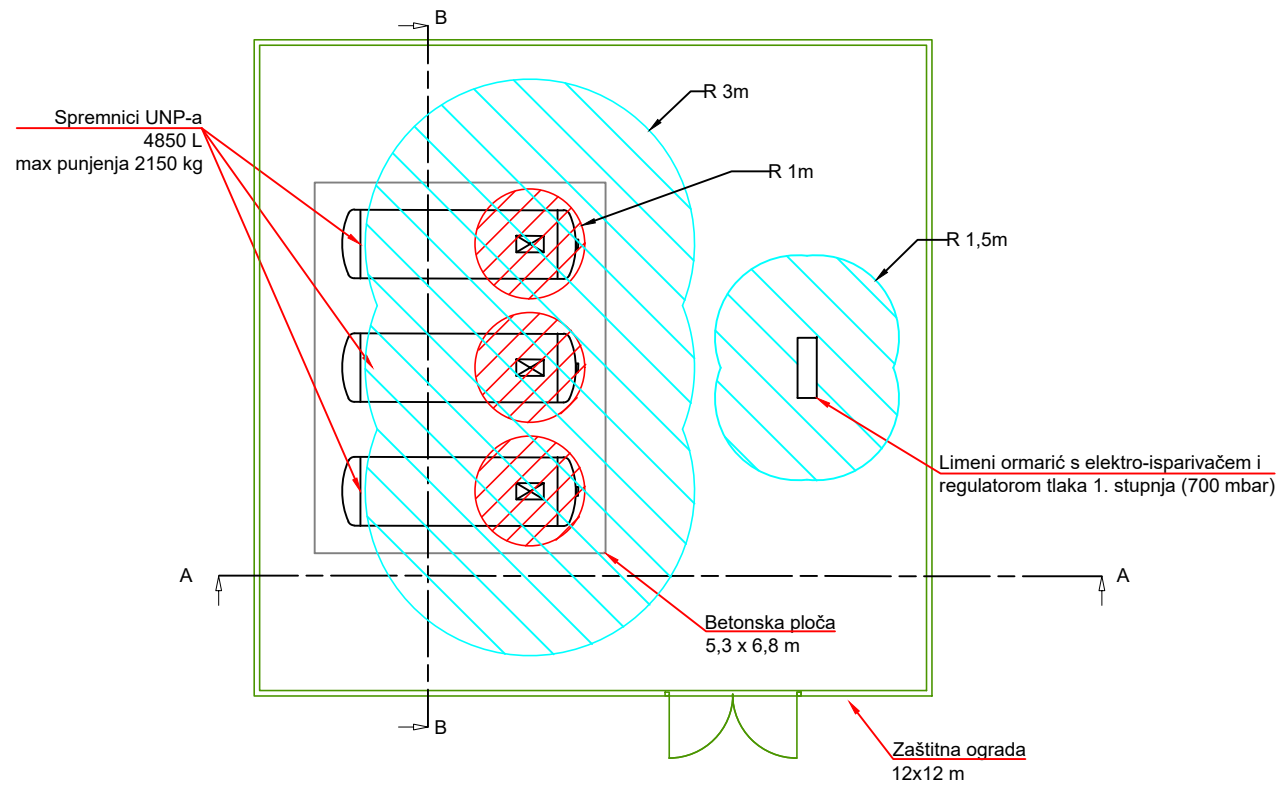 B
R 3m
Spremnici UNP-a
4850 L
max punjenja 2150 kg
R 1m
R 1,5m
Limeni ormarić s elektro-isparivačem i
regulatorom tlaka 1. stupnja (700 mbar)
A
A
Betonska ploča
5,3 x 6,8 m
B
Zaštitna ograda
12x12 m